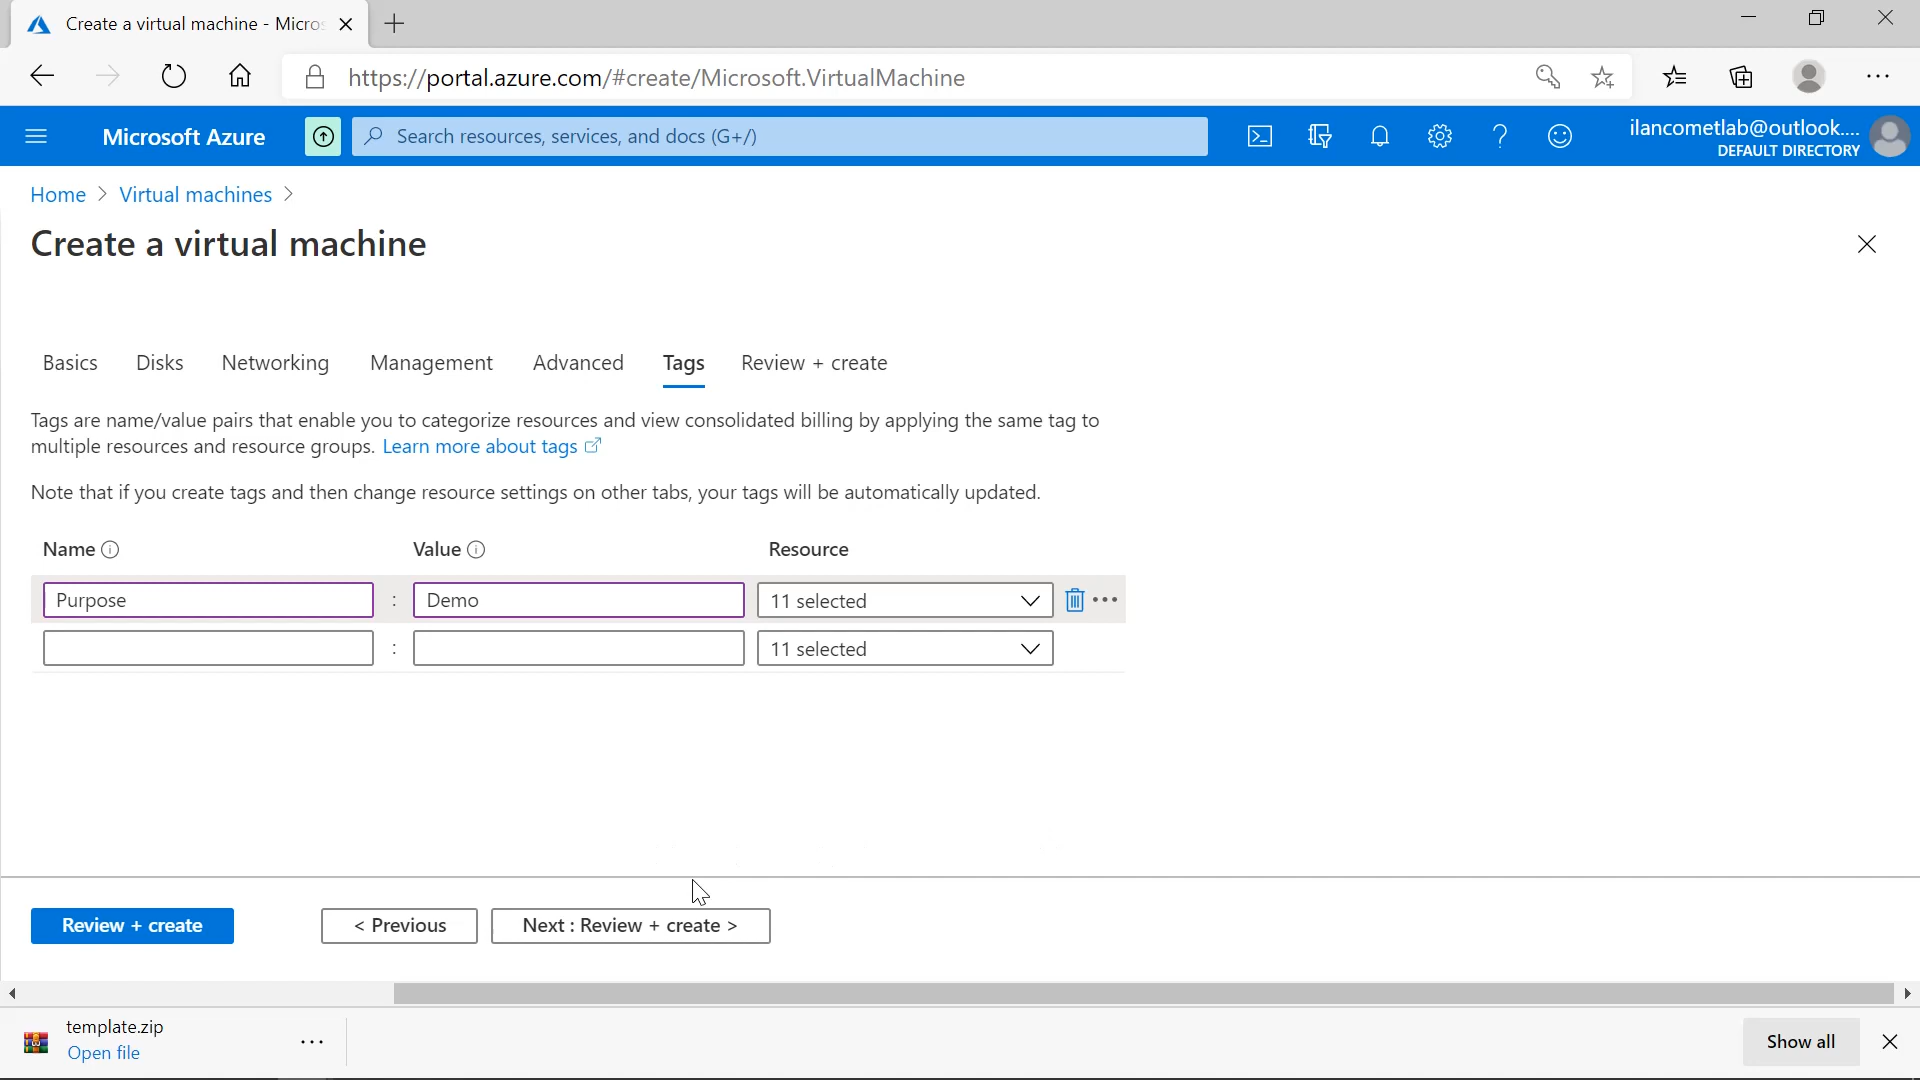 Create a virtual machine - Micros
https://portal.azure.com/#create/Microsoft.VirtualMachine
Microsoft Azure
Search resources, services, and docs (G+/)
ilancometlab@outlook....
DEFAULT DIRECTORY
Home > Virtual machines >
Create a virtual machine
Basics Disks Networking Management Advanced Tags Review + create
Tags are name/value pairs that enable you to categorize resources and view consolidated billing by applying the same tag to
multiple resources and resource groups. Learn more about tags
Note that if you create tags and then change resource settings on other tabs, your tags will be automatically updated.
Name Value Resource
Purpose : Demo 11 selected
: 11 selected
Review + create < Previous Next : Review + create >
template.zip
Open file
Show all